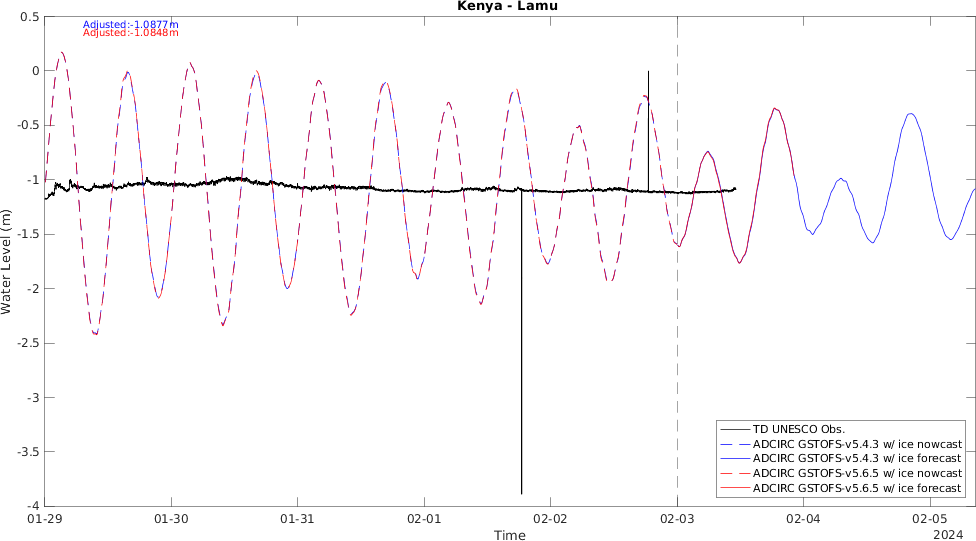 Kenya - Lamu
Adjusted:-1.0877m
Adjusted:-1.0848m
0.5
0
-0.5
-1
-1.5
-2
-2.5
-3
-3.5
-4
Water Level (m)
01-29
01-30
01-31
02-01
02-02
02-03
02-04
02-05
Time
2024
TD UNESCO Obs.
ADCIRC GSTOFS-v5.4.3 w/ ice nowcast
ADCIRC GSTOFS-v5.4.3 w/ ice forecast
ADCIRC GSTOFS-v5.6.5 w/ ice nowcast
ADCIRC GSTOFS-v5.6.5 w/ ice forecast